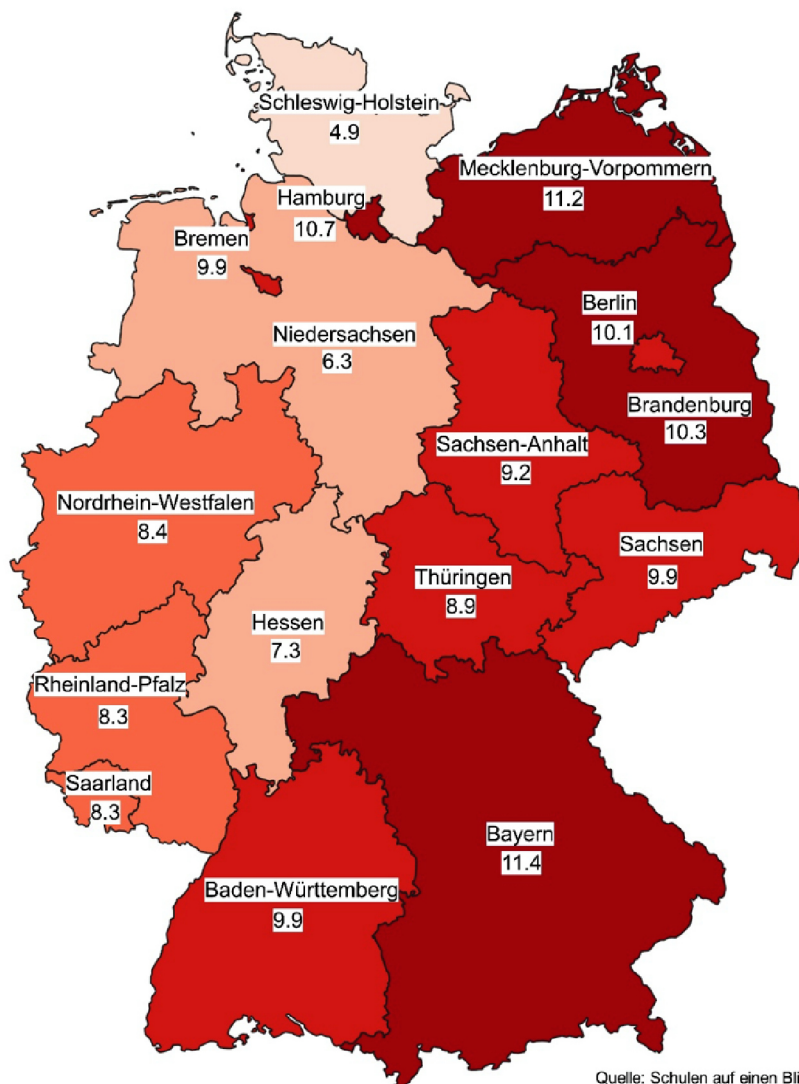 Schleswig-Holstein
4.9
Mecklenburg-Vorpommern
11.2
Hamburg
10.7
Bremen
9.9
Berlin
10.1
Niedersachsen
6.3
Brandenburg
10.3
Sachsen-Anhalt
9.2
Nordrhein-Westfalen
8.4
Sachsen
9.9
Thüringen
8.9
Hessen
7.3
Rheinland-Pfalz
8.3
Saarland
8.3
Bayern
11.4
Baden-Württemberg
9.9
Quelle: Schulen auf einen Bli